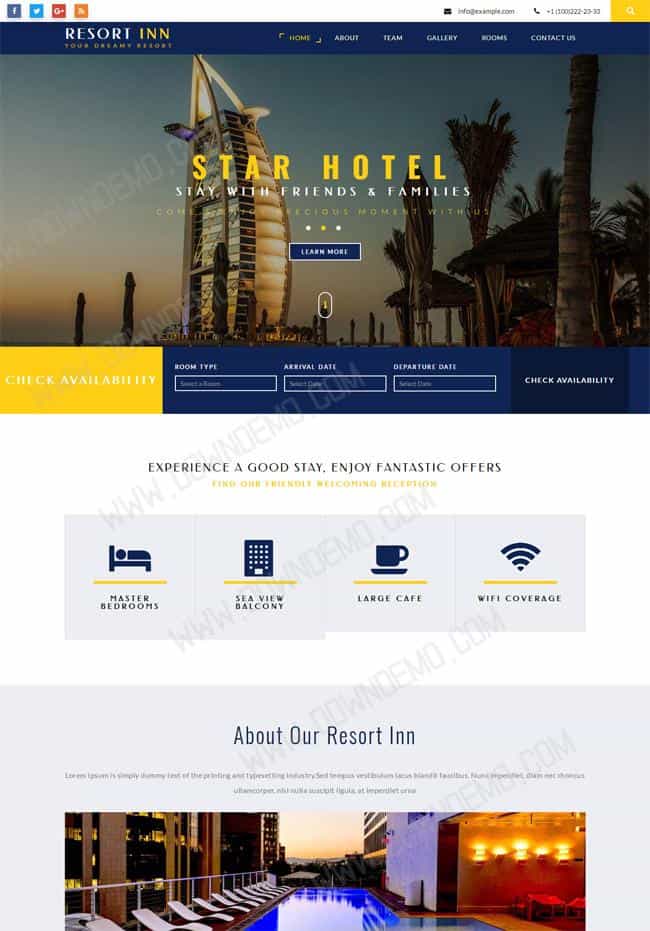 info@example.com
+1 (100)222-23-33
RESORT INN
YOUR DREAMY RESORT
HOME
ABOUT
TEAM
GALLERY
ROOMS
CONTACT US
STAR HOTEL
STAY WITH FRIENDS & FAMILIES
COME & ENJOY PRECIOUS MOMENT WITH US
LEARN MORE
CHECK AVAILABILITY
ROOM TYPE
Select a Room
ARRIVAL DATE
Select Date
DEPARTURE DATE
Select Date
CHECK AVAILABILITY
EXPERIENCE A GOOD STAY, ENJOY FANTASTIC OFFERS
FIND OUR FRIENDLY WELCOMING RECEPTION
MASTER
BEDROOMS
SEA VIEW
BALCONY
LARGE CAFE
WIFI COVERAGE
About Our Resort Inn
Lorem Ipsum is simply dummy text of the printing and typesetting industry.Sed tempus vestibulum lacus blandit faucibus. Nunc imperdiet, diam nec rhoncus
ullamcorper, nisl nulla suscipit ligula, at imperdiet urna
WWW.DOWNDEMO.COM
WWW.DOWNDEMO.COM
WWW.DOWNDEMO.COM
WWW.DOWNDEMO.COM
WWW.DOWNDEMO.COM